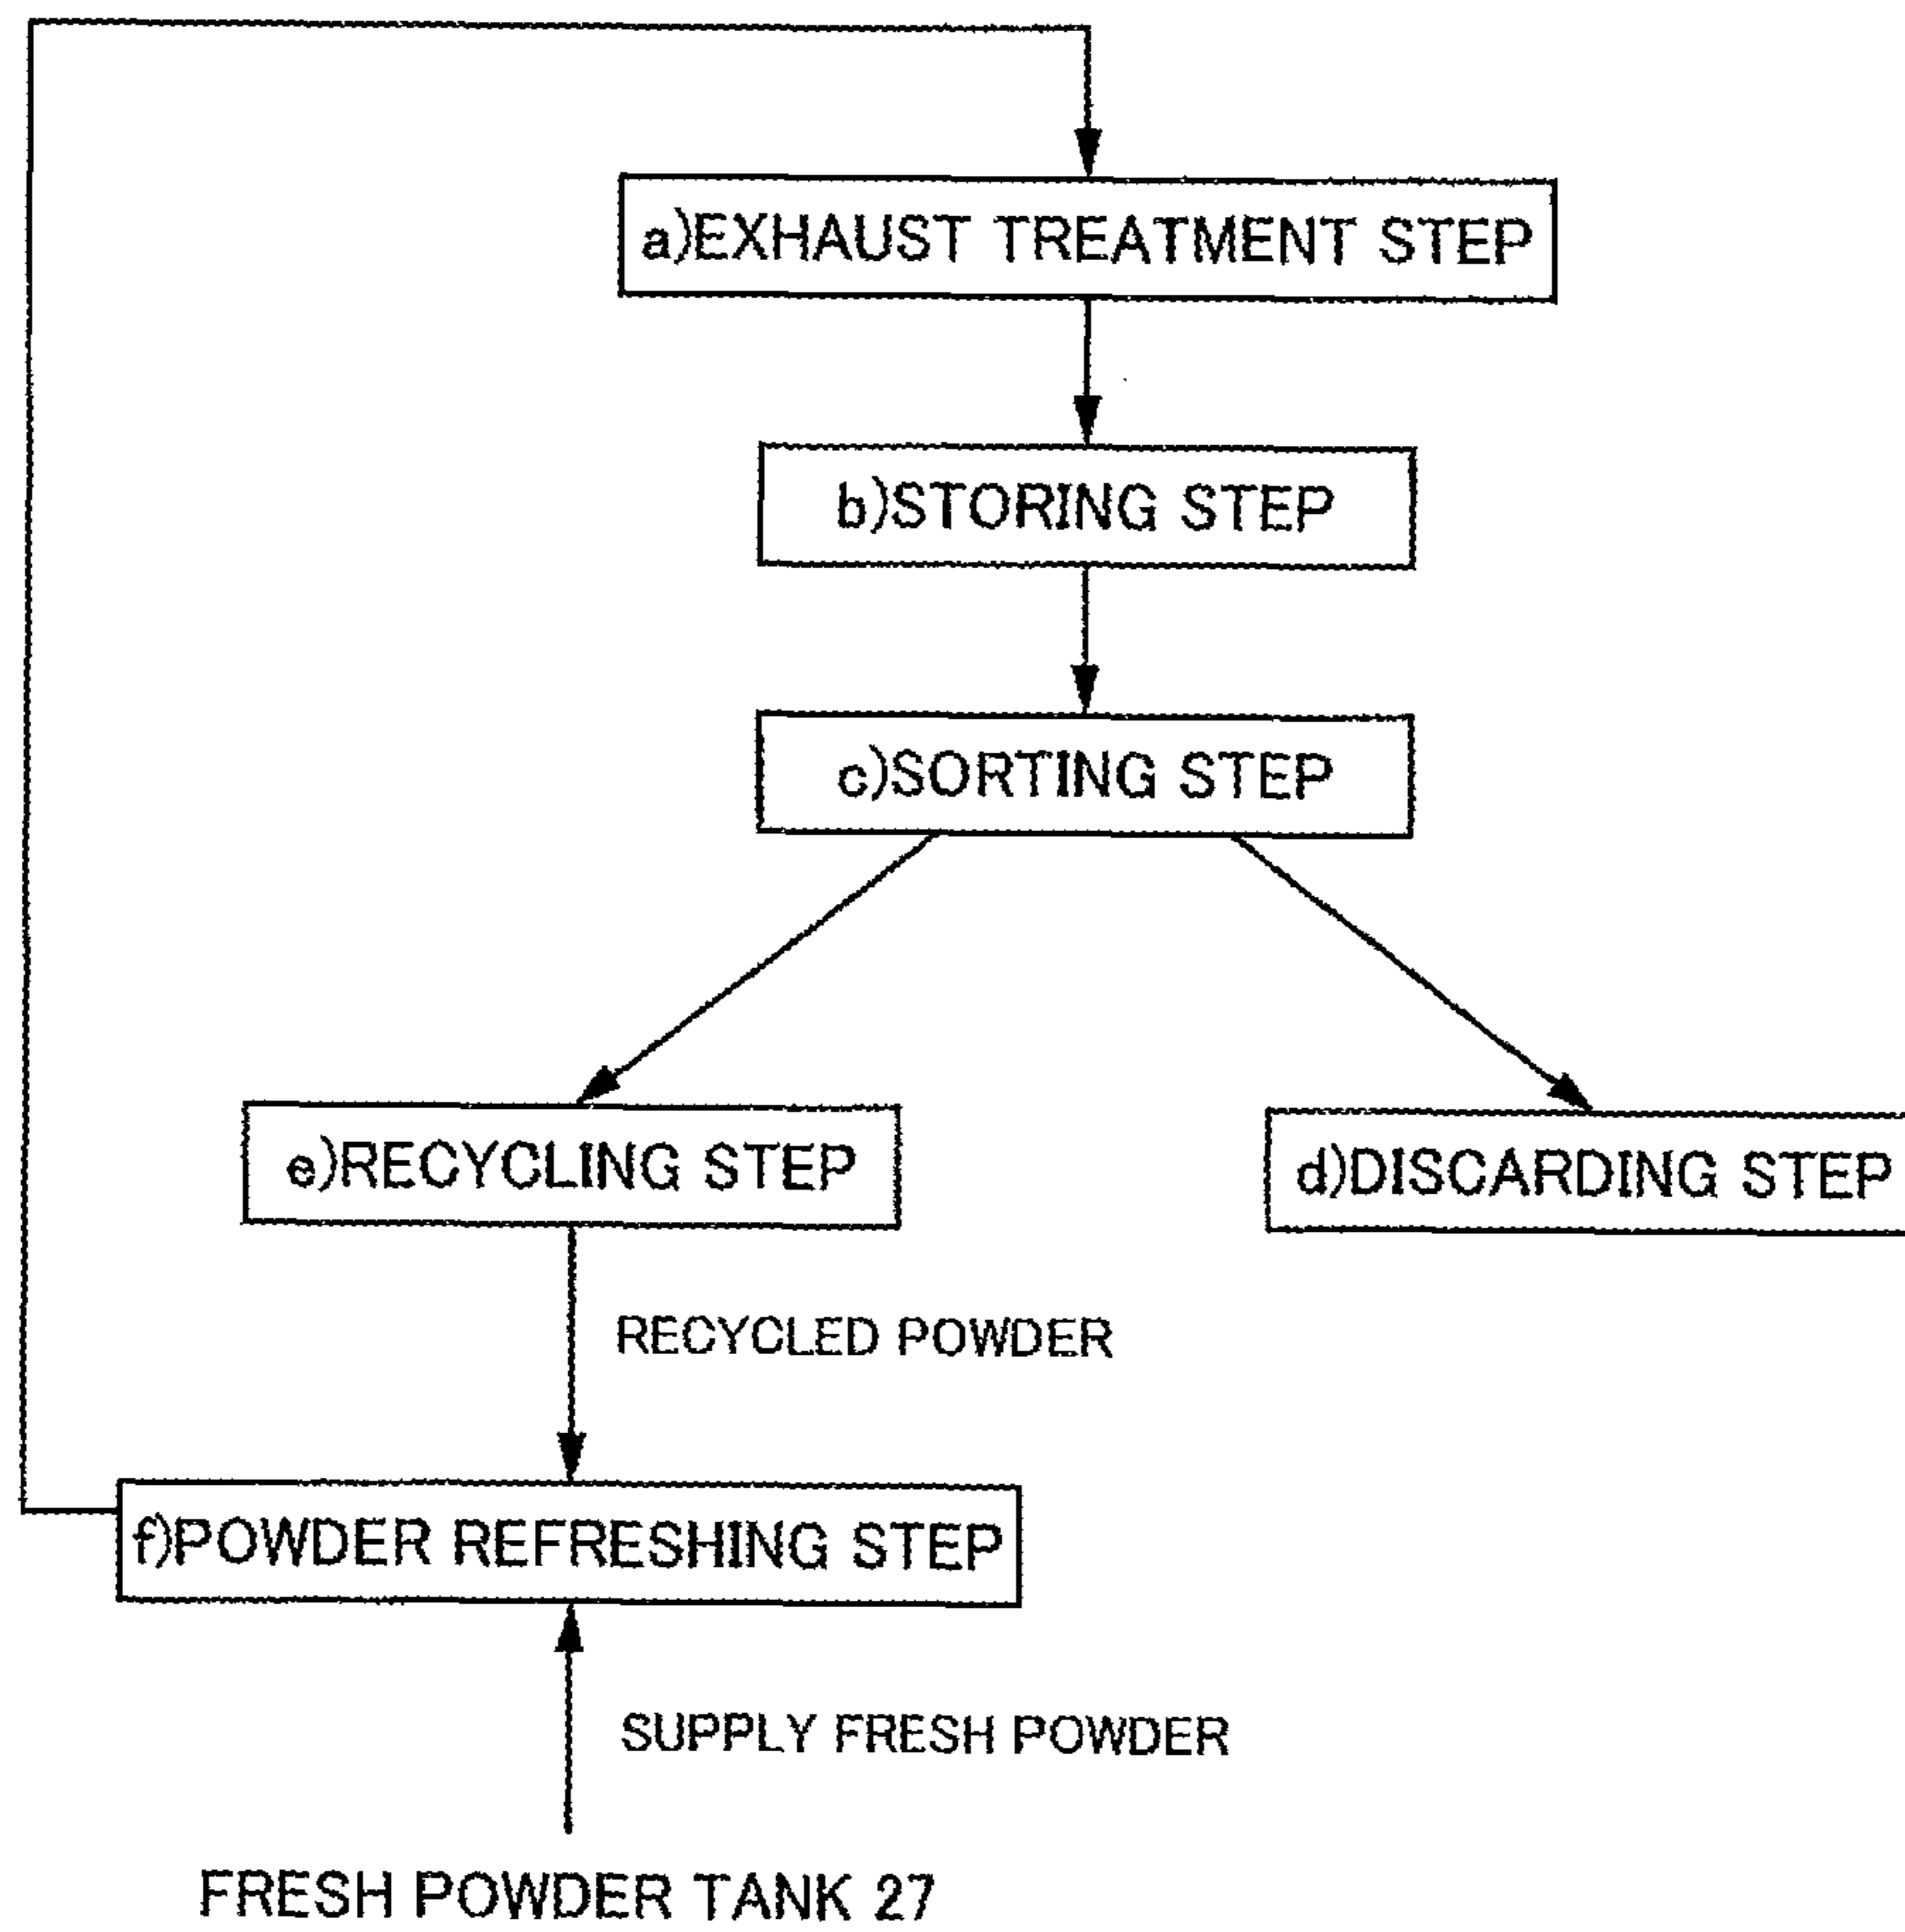 a)EXHAUST TREATMENT STEP
b)STORING STEP
c)SORTING STEP
e)RECYCLING STEP
d)DISCARDING STEP
RECYCLED POWDER
f)POWDER REFRESHING STEP
SUPPLY FRESH POWDER
FRESH POWDER TANK 27